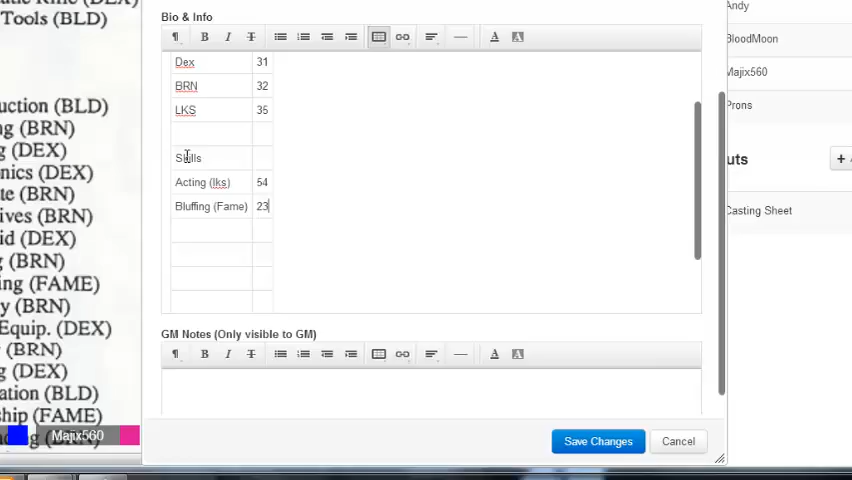 Tools (BLD)
uction (BLD)
(BRN)
(DEX)
nics (DEX)
te (BRN)
ives (BRN)
id (DEX)
g (BRN)
ing (FAME)
y (BRN)
Equip. (DEX)
(BRN)
g (DEX)
ation (BLD)
ship (FAME)
(BRN)
Majix560
Bio & Info
Dex 31
BRN 32
LKS 35
Skills
Acting (lks) 54
Bluffing (Fame) 23
GM Notes (Only visible to GM)
Save Changes
Cancel
Andy
BloodMoon
Majix560
Prons
uts
+
Casting Sheet